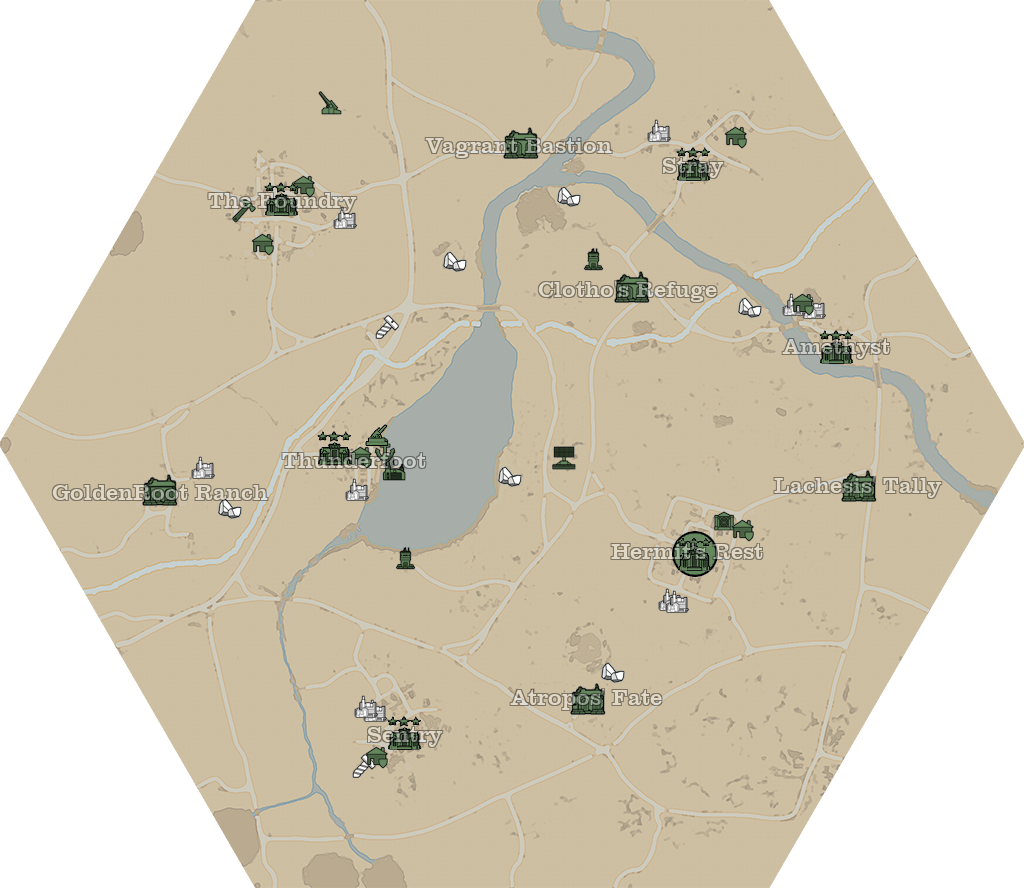 Vagrant Bastion
Stray
The Foundry
Clotho's Refuge
Amethyst
Thunderfoot
GoldenRoot Ranch
Lachesis Tally
Hermit's Rest
Atropos Fate
Sentry